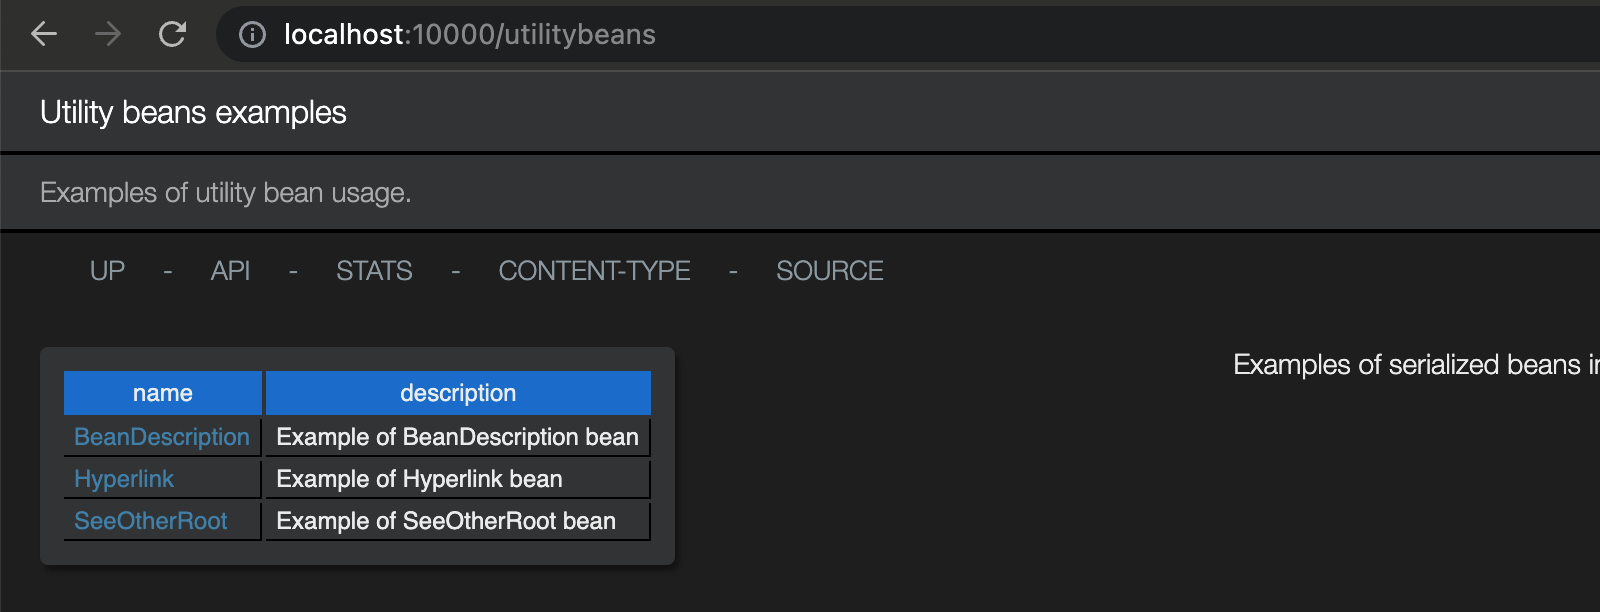 localhost:10000/utilitybeans
Utility beans examples
Examples of utility bean usage.
UP - API - STATS - CONTENT-TYPE - SOURCE
Examples of serialized beans
name description
BeanDescription Example of BeanDescription bean
Hyperlink Example of Hyperlink bean
SeeOtherRoot Example of SeeOtherRoot bean